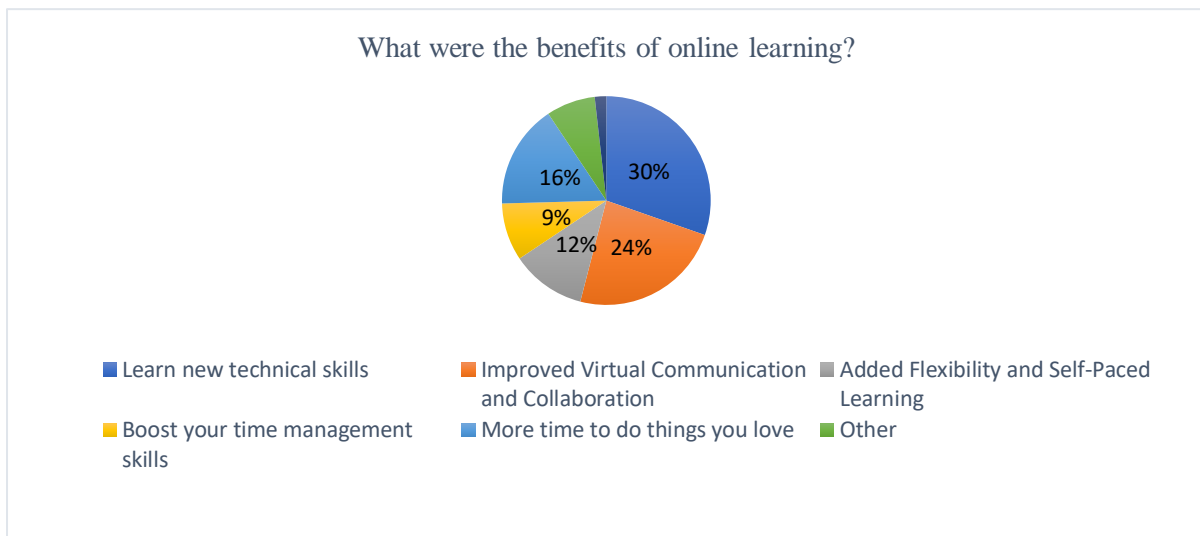 What were the benefits of online learning?
30%
24%
12%
9%
16%
Learn new technical skills
Improved Virtual Communication and Collaboration
Added Flexibility and Self-Paced Learning
Boost your time management skills
More time to do things you love
Other